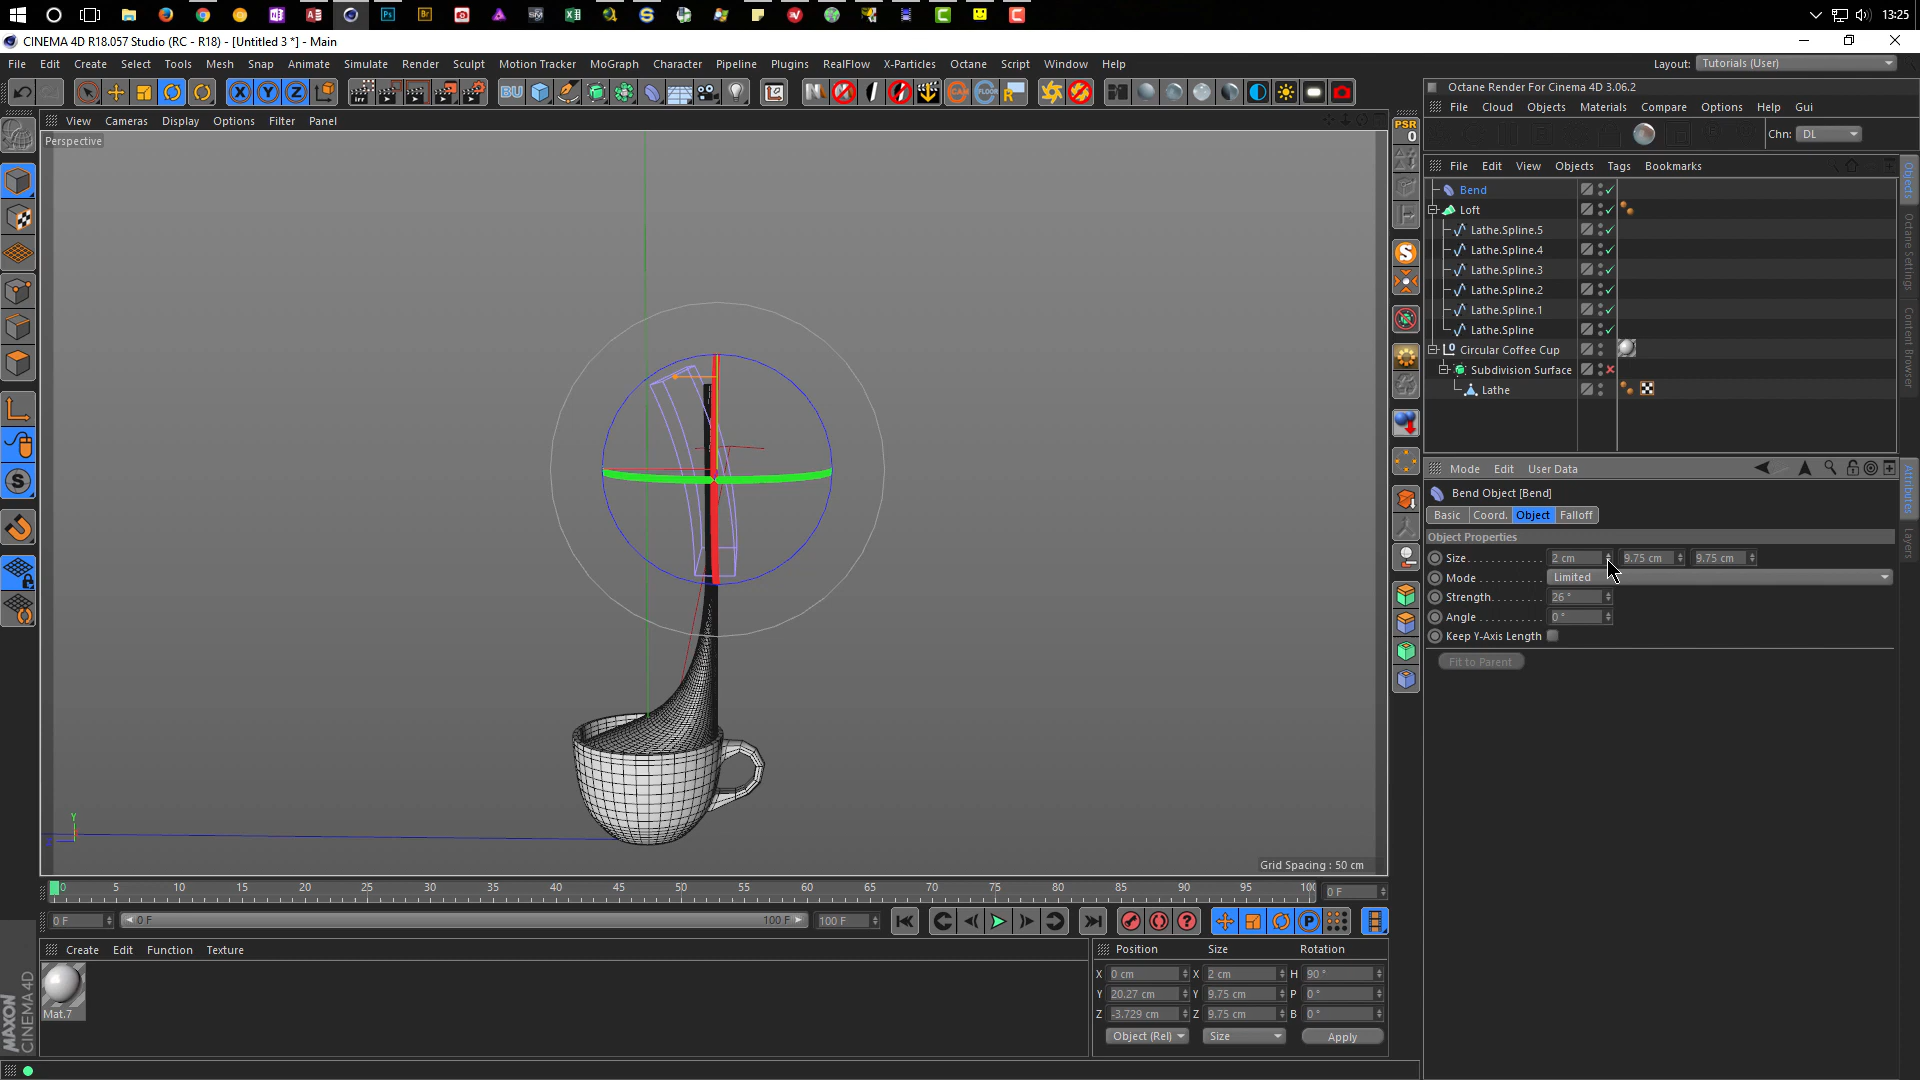 13:25
CINEMA 4D R18.057 Studio (RC - R18) - [Untitled 3 *] - Main
File Edit Create Select Tools Mesh Snap Animate Simulate Render Sculpt Motion Tracker MoGraph Character Pipeline Plugins RealFlow X-Particles Octane Script Window Help
Layout: Tutorials (User)
Octane Render For Cinema 4D 3.06.2
File Cloud Objects Materials Compare Options Help Gui
Chn: DL
View Cameras Display Options Filter Panel
Perspective
PSR
0
File Edit View Objects Tags Bookmarks
Bend
Loft
Lathe.Spline.5
Lathe.Spline.4
Lathe.Spline.3
Lathe.Spline.2
Lathe.Spline.1
Lathe.Spline
Circular Coffee Cup
Subdivision Surface
Lathe
Objects
Octane Settings
Content Browser
Attributes
Layers
Mode Edit User Data
Bend Object [Bend]
Basic Coord. Object Falloff
Object Properties
Size 2 cm 9.75 cm 9.75 cm
Mode Limited
Strength 26 °
Angle 0 °
Keep Y-Axis Length
Fit to Parent
Y
Grid Spacing : 50 cm
0 5 10 15 20 25 30 35 40 45 50 55 60 65 70 75 80 85 90 95 100
0 F
0 F 0 F 100 F 100 F
Create Edit Function Texture
Mat.7
Position Size Rotation
X 0 cm X 2 cm H 90 °
Y 20.27 cm Y 9.75 cm P 0 °
Z -3.729 cm Z 9.75 cm B 0 °
Object (Rel) Size Apply
MAXON
CINEMA 4D